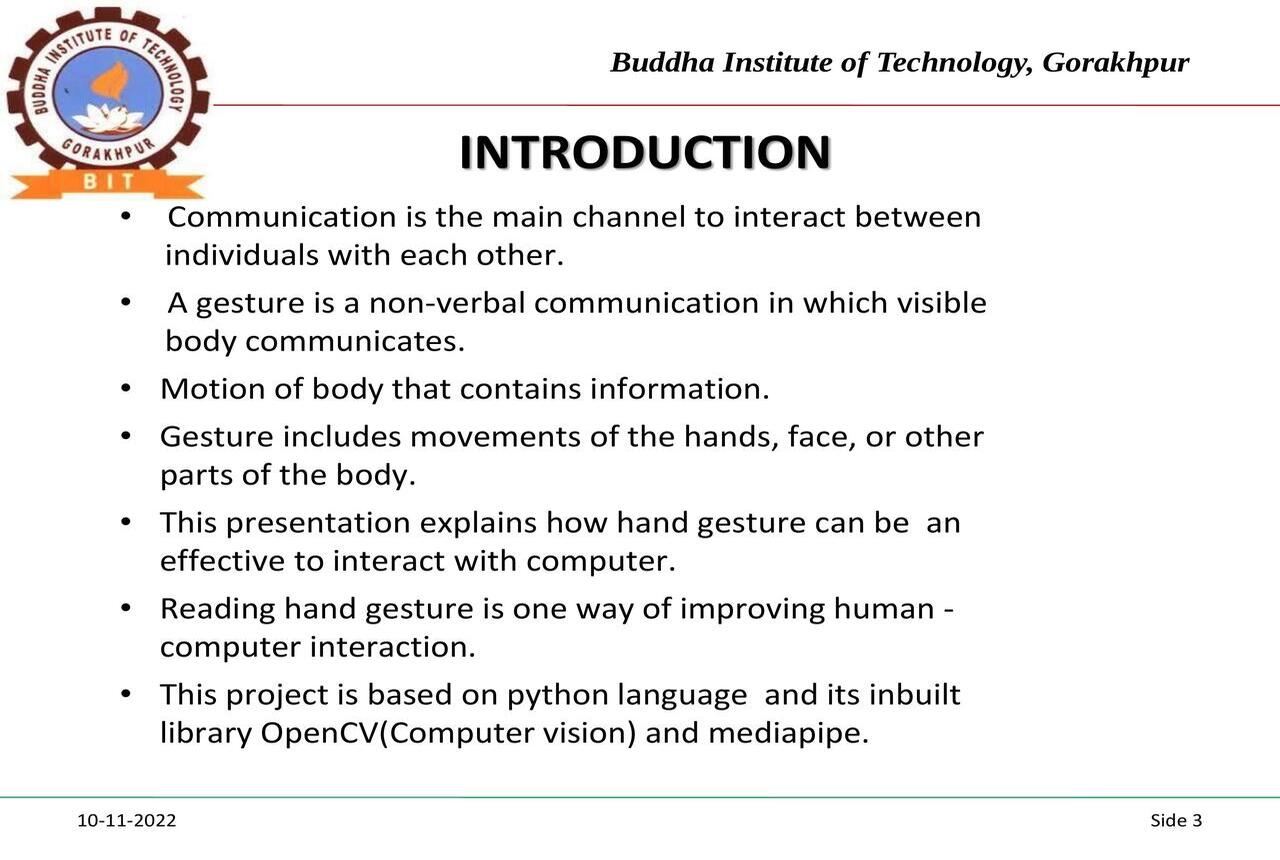 BUDDHA INSTITUTE OF TECHNOLOGY
GORAKHPUR
BIT
Buddha Institute of Technology, Gorakhpur
INTRODUCTION
• Communication is the main channel to interact between
individuals with each other.
• A gesture is a non-verbal communication in which visible
body communicates.
• Motion of body that contains information.
• Gesture includes movements of the hands, face, or other
parts of the body.
• This presentation explains how hand gesture can be  an
effective to interact with computer.
• Reading hand gesture is one way of improving human -
computer interaction.
• This project is based on python language  and its inbuilt
library OpenCV(Computer vision) and mediapipe.
10-11-2022
Side 3